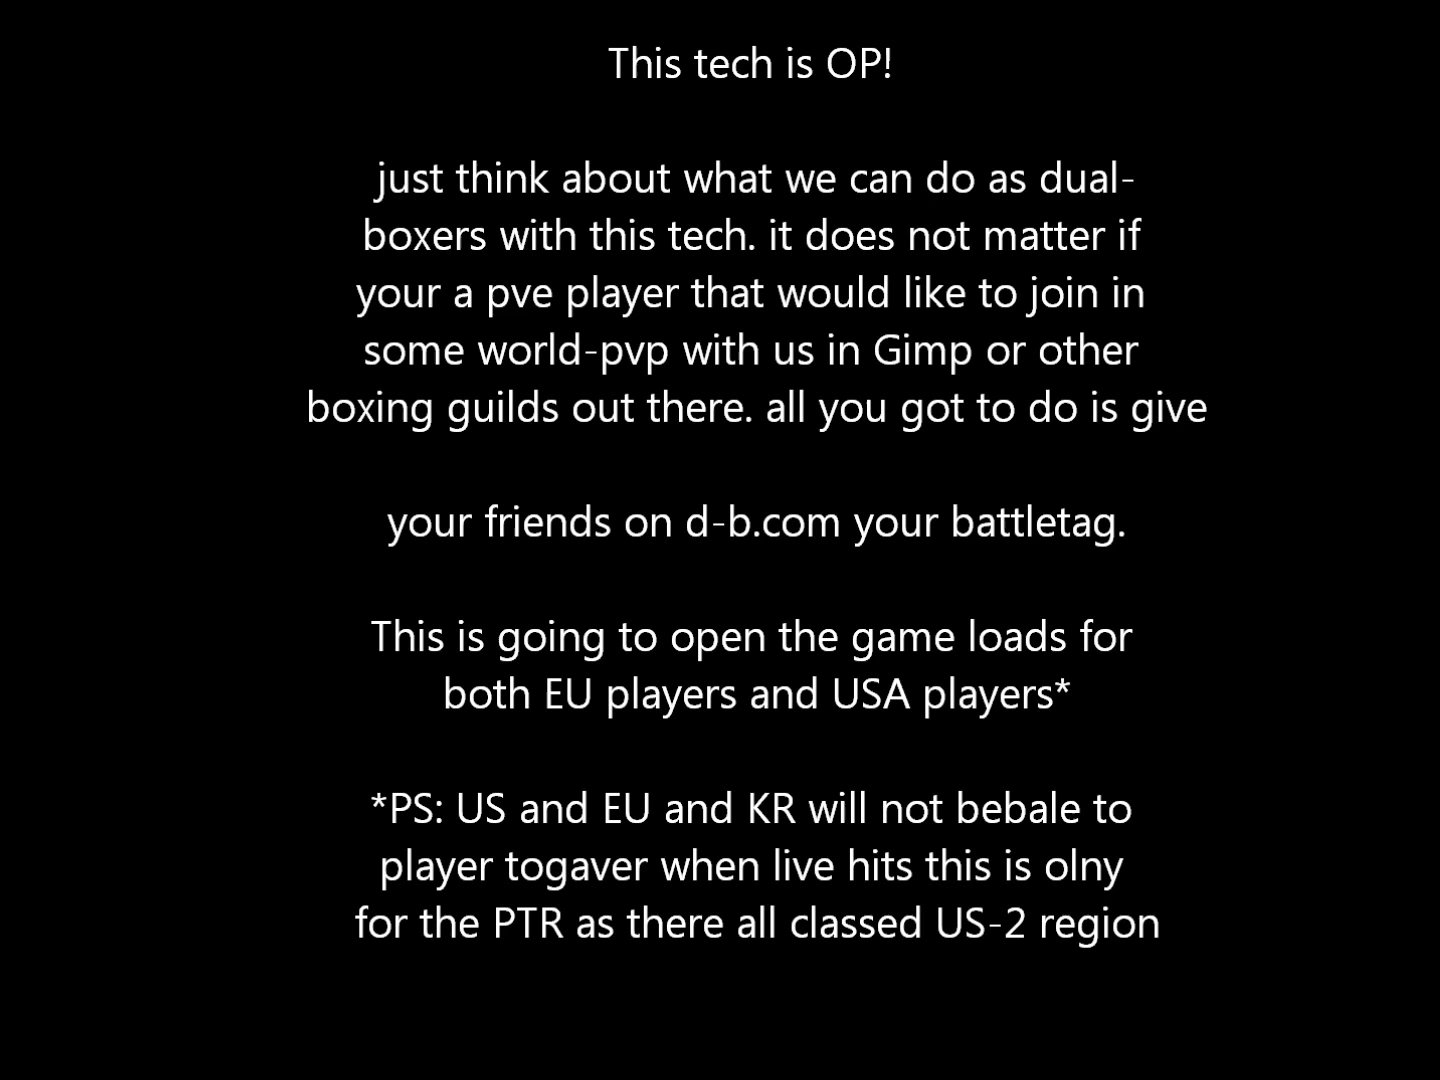 This tech is OP!
just think about what we can do as dual-
boxers with this tech. it does not matter if
your a pve player that would like to join in
some world-pvp with us in Gimp or other
boxing guilds out there. all you got to do is give
your friends on d-b.com your battletag.
This is going to open the game loads for
both EU players and USA players*
*PS: US and EU and KR will not bebale to
player togaver when live hits this is olny
for the PTR as there all classed US-2 region